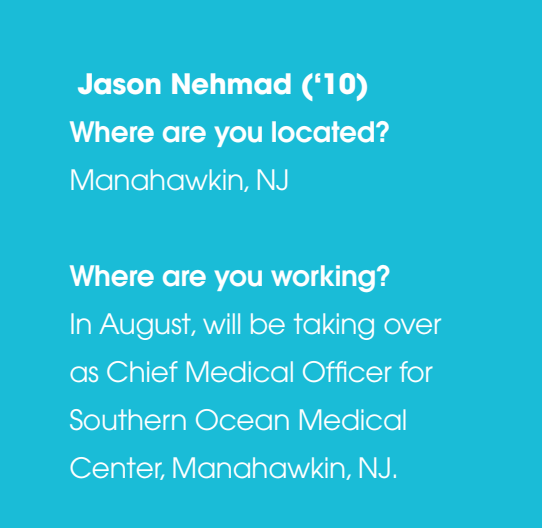 Jason Nehmad (‘10)
Where are you located?
Manahawkin, NJ
Where are you working?
In August, will be taking over
as Chief Medical Officer for
Southern Ocean Medical
Center, Manahawkin, NJ.